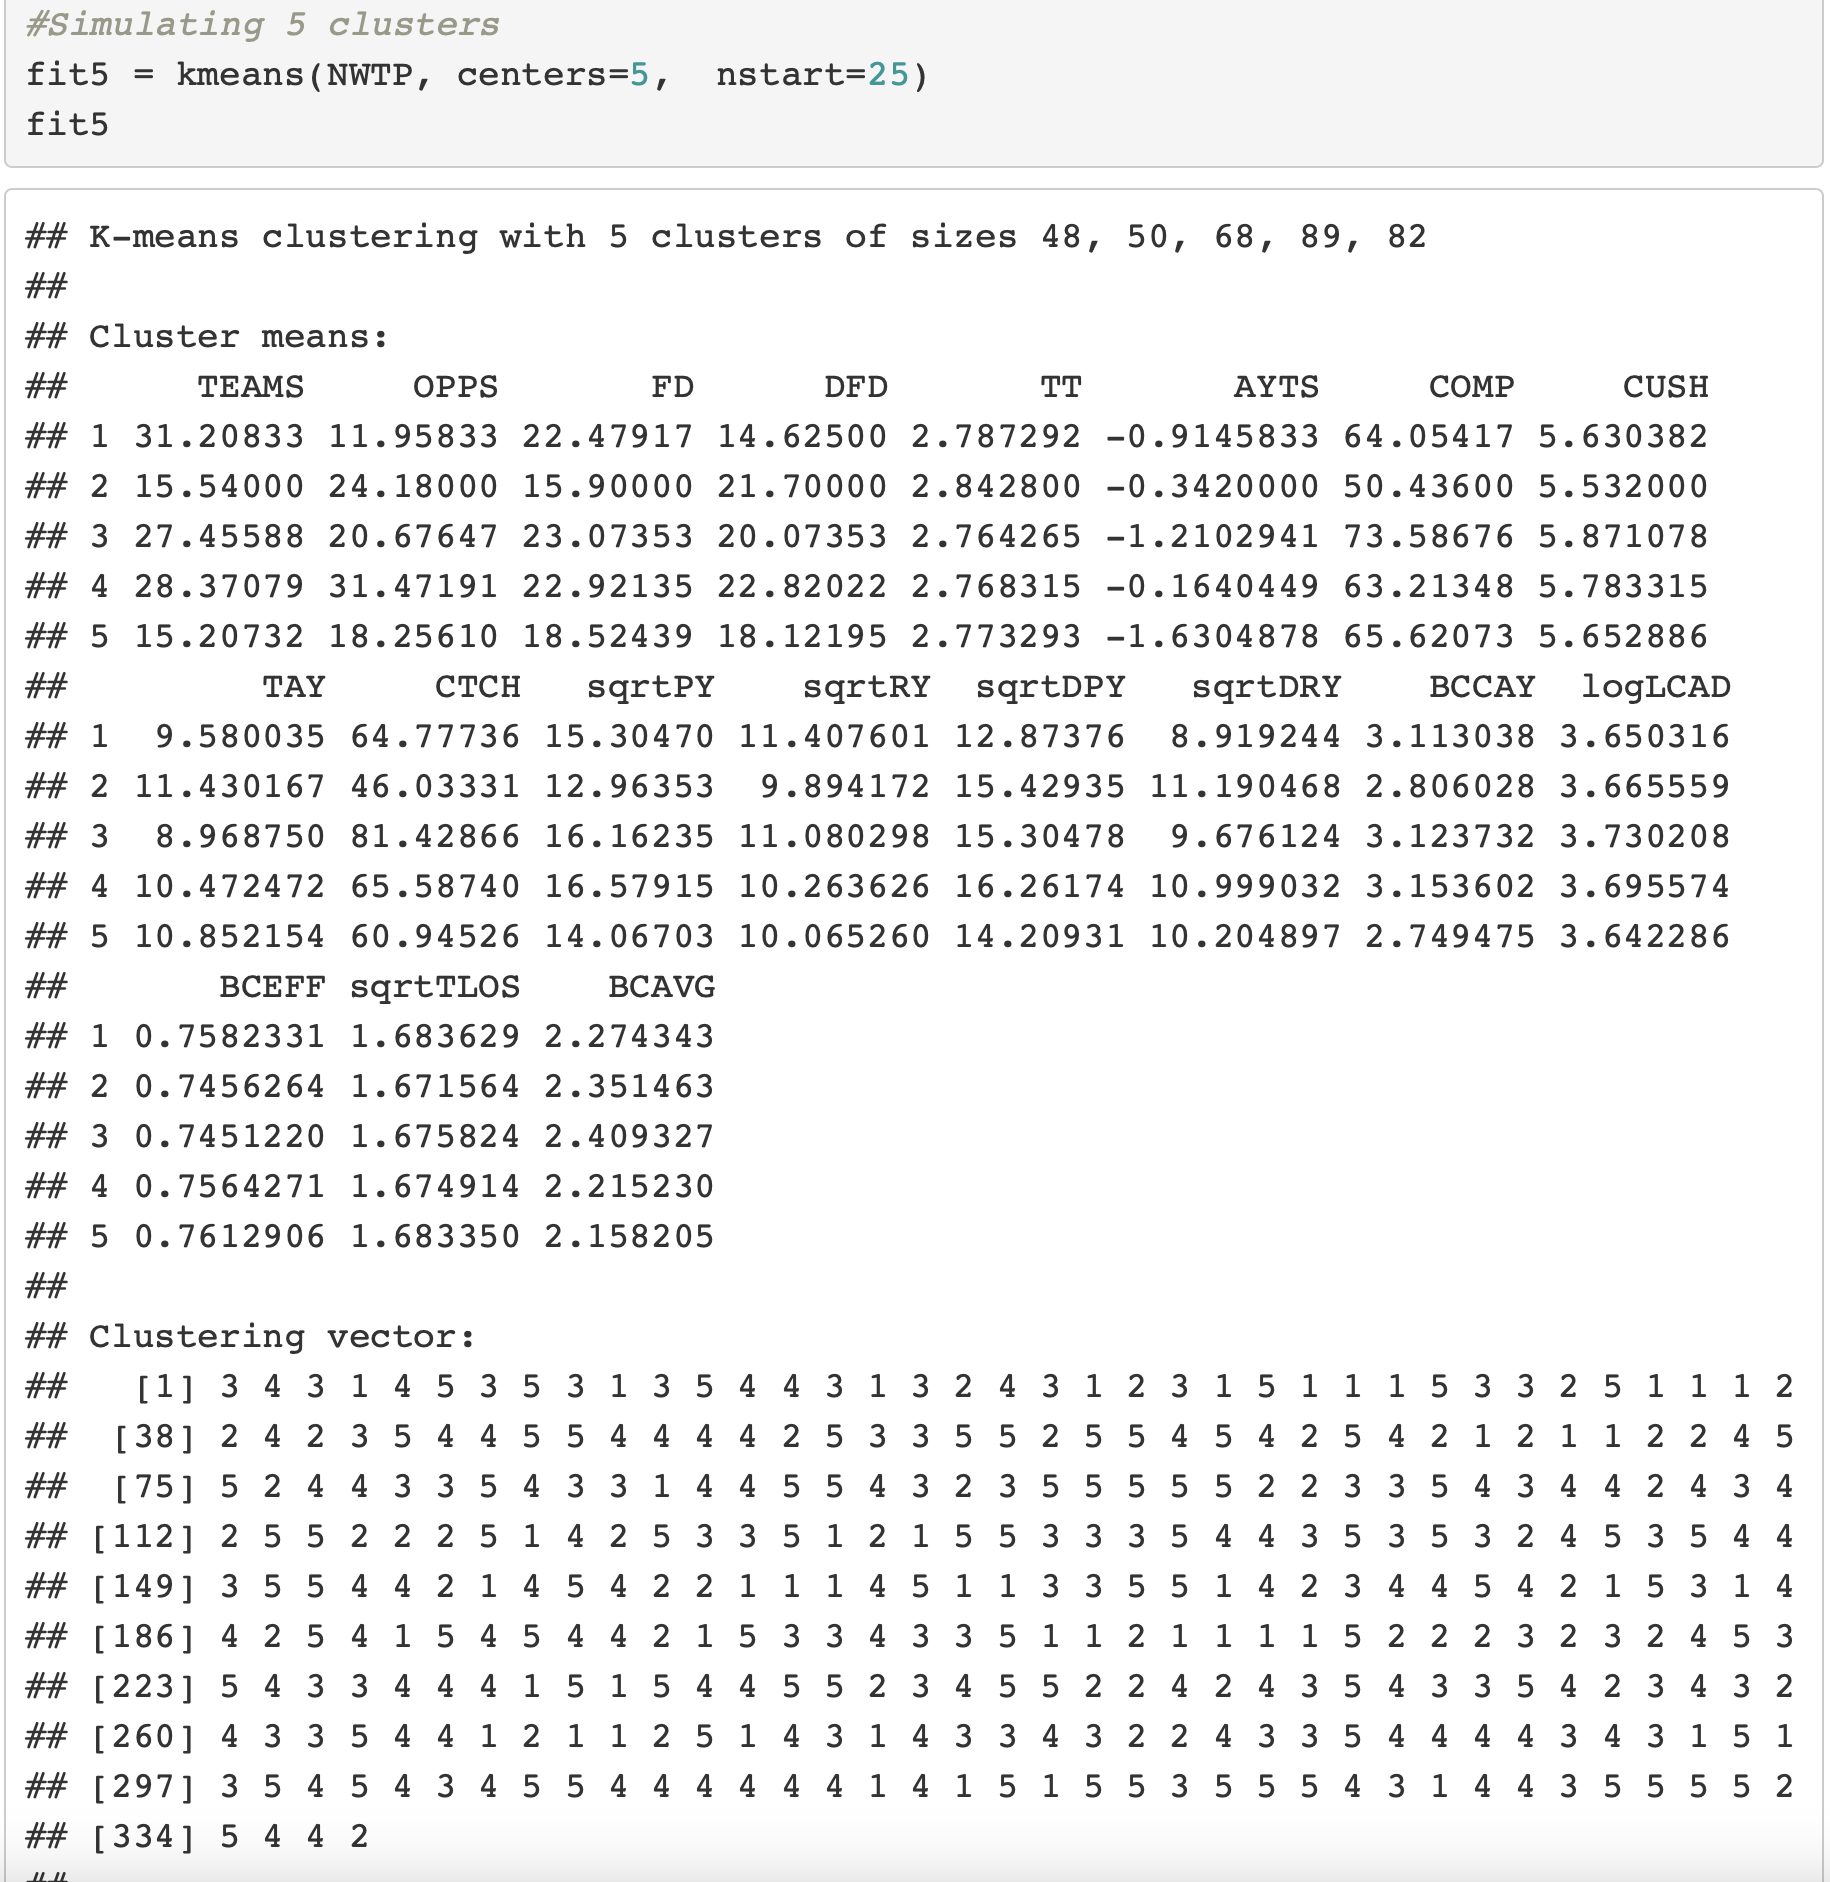 #Simulating 5 clusters
fit5 = kmeans(NWTP, centers=5,  nstart=25)
fit5
## K-means clustering with 5 clusters of sizes 48, 50, 68, 89, 82
##
## Cluster means:
##      TEAMS     OPPS       FD      DFD       TT       AYTS     COMP     CUSH
## 1 31.20833 11.95833 22.47917 14.62500 2.787292 -0.9145833 64.05417 5.630382
## 2 15.54000 24.18000 15.90000 21.70000 2.842800 -0.3420000 50.43600 5.532000
## 3 27.45588 20.67647 23.07353 20.07353 2.764265 -1.2102941 73.58676 5.871078
## 4 28.37079 31.47191 22.92135 22.82022 2.768315 -0.1640449 63.21348 5.783315
## 5 15.20732 18.25610 18.52439 18.12195 2.773293 -1.6304878 65.62073 5.652886
##         TAY     CTCH   sqrtPY    sqrtRY  sqrtDPY   sqrtDRY    BCCAY  logLCAD
## 1  9.580035 64.77736 15.30470 11.407601 12.87376  8.919244 3.113038 3.650316
## 2 11.430167 46.03331 12.96353  9.894172 15.42935 11.190468 2.806028 3.665559
## 3  8.968750 81.42866 16.16235 11.080298 15.30478  9.676124 3.123732 3.730208
## 4 10.472472 65.58740 16.57915 10.263626 16.26174 10.999032 3.153602 3.695574
## 5 10.852154 60.94526 14.06703 10.065260 14.20931 10.204897 2.749475 3.642286
##       BCEFF sqrtTLOS    BCAVG
## 1 0.7582331 1.683629 2.274343
## 2 0.7456264 1.671564 2.351463
## 3 0.7451220 1.675824 2.409327
## 4 0.7564271 1.674914 2.215230
## 5 0.7612906 1.683350 2.158205
##
## Clustering vector:
##   [1] 3 4 3 1 4 5 3 5 3 1 3 5 4 4 3 1 3 2 4 3 1 2 3 1 5 1 1 1 5 3 3 2 5 1 1 1 2
##  [38] 2 4 2 3 5 4 4 5 5 4 4 4 4 2 5 3 3 5 5 2 5 5 4 5 4 2 5 4 2 1 2 1 1 2 2 4 5
##  [75] 5 2 4 4 3 3 5 4 3 3 1 4 4 5 5 4 3 2 3 5 5 5 5 5 2 2 3 3 5 4 3 4 4 2 4 3 4
## [112] 2 5 5 2 2 2 5 1 4 2 5 3 3 5 1 2 1 5 5 3 3 3 5 4 4 3 5 3 5 3 2 4 5 3 5 4 4
## [149] 3 5 5 4 4 2 1 4 5 4 2 2 1 1 1 4 5 1 1 3 3 5 5 1 4 2 3 4 4 5 4 2 1 5 3 1 4
## [186] 4 2 5 4 1 5 4 5 4 4 2 1 5 3 3 4 3 3 5 1 1 2 1 1 1 1 5 2 2 2 3 2 3 2 4 5 3
## [223] 5 4 3 3 4 4 4 1 5 1 5 4 4 5 5 2 3 4 5 5 2 2 4 2 4 3 5 4 3 3 5 4 2 3 4 3 2
## [260] 4 3 3 5 4 4 1 2 1 1 2 5 1 4 3 1 4 3 3 4 3 2 2 4 3 3 5 4 4 4 4 3 4 3 1 5 1
## [297] 3 5 4 5 4 3 4 5 5 4 4 4 4 4 4 1 4 1 5 1 5 5 3 5 5 5 4 3 1 4 4 3 5 5 5 5 2
## [334] 5 4 4 2
##